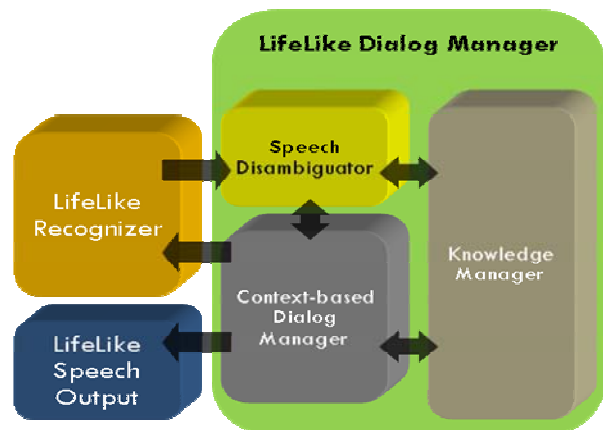 LifeLike Dialog Manager
Speech
Disambiguator
LifeLike
Recognizer
Knowledge
Manager
Context-based
Dialog
Manager
LifeLike
Speech
Output